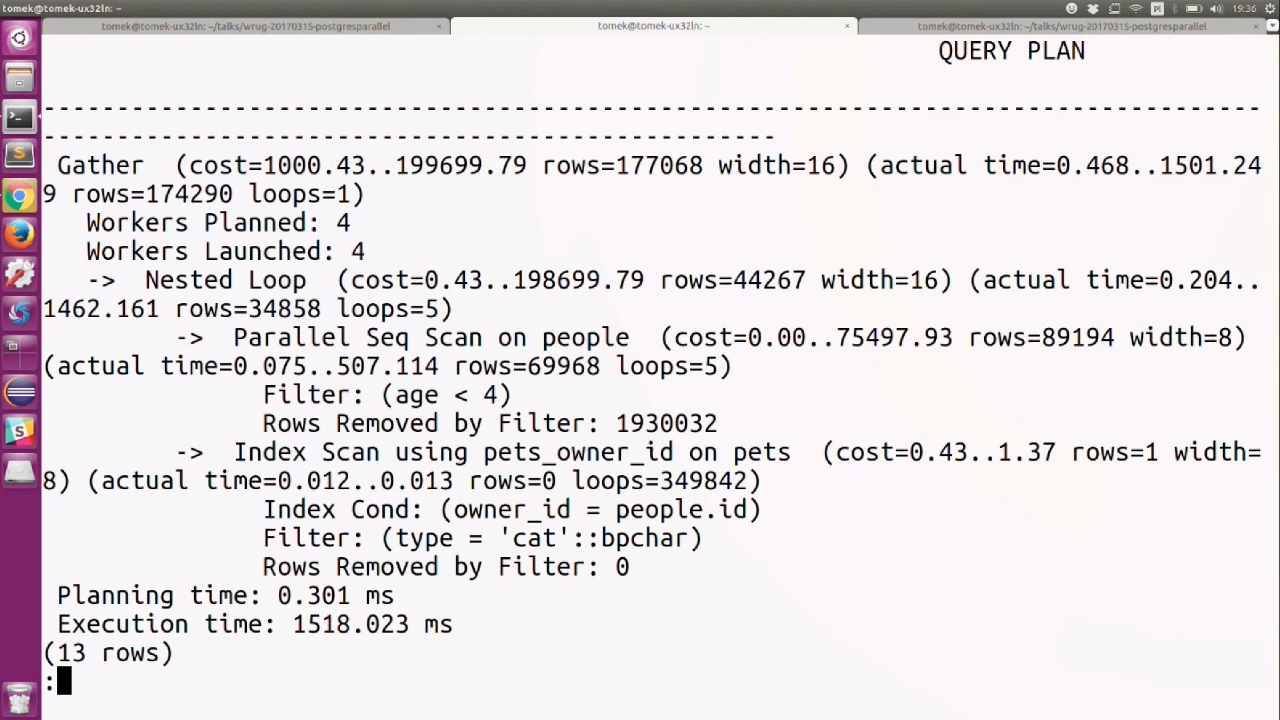 tomek@tomek-ux32ln: ~
19:36
tomek@tomek-ux32ln: ~/talks/wrug-20170315-postgresparallel
tomek@tomek-ux32ln: ~
tomek@tomek-ux32ln: ~/talks/wrug-20170315-postgresparallel
QUERY PLAN
-----------------------------------------------------------------------------------
--------------------------------------------------
Gather  (cost=1000.43..199699.79 rows=177068 width=16) (actual time=0.468..1501.24
9 rows=174290 loops=1)
Workers Planned: 4
Workers Launched: 4
->  Nested Loop  (cost=0.43..198699.79 rows=44267 width=16) (actual time=0.204..
1462.161 rows=34858 loops=5)
->  Parallel Seq Scan on people  (cost=0.00..75497.93 rows=89194 width=8)
(actual time=0.075..507.114 rows=69968 loops=5)
Filter: (age < 4)
Rows Removed by Filter: 1930032
->  Index Scan using pets_owner_id on pets  (cost=0.43..1.37 rows=1 width=
8) (actual time=0.012..0.013 rows=0 loops=349842)
Index Cond: (owner_id = people.id)
Filter: (type = 'cat'::bpchar)
Rows Removed by Filter: 0
Planning time: 0.301 ms
Execution time: 1518.023 ms
(13 rows)
: